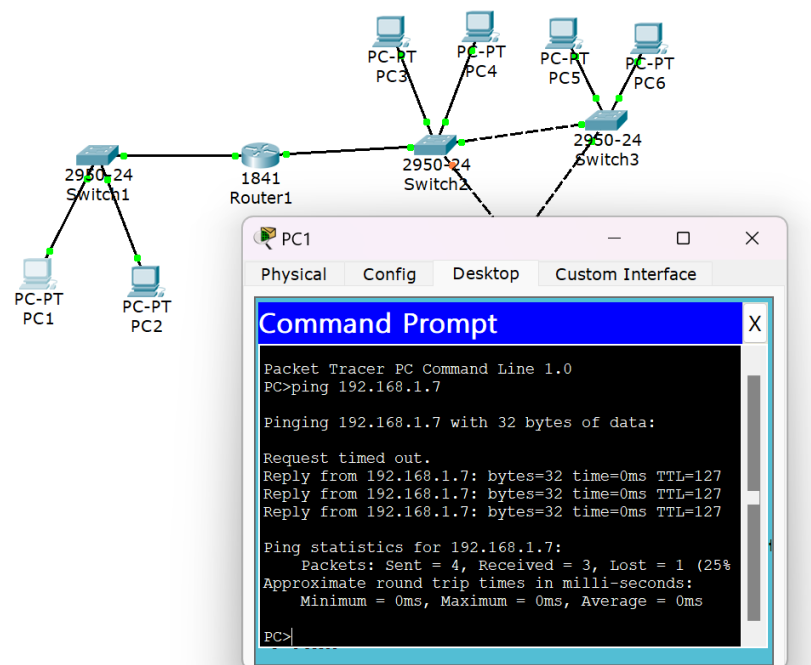 PC-PT
PC3
PC-PT
PC4
PC-PT
PC5
PC-PT
PC6
2950-24
Switch1
1841
Router1
2950-24
Switch2
2950-24
Switch3
PC-PT
PC1
PC-PT
PC2
PC1
Physical Config Desktop Custom Interface
Command Prompt X
Packet Tracer PC Command Line 1.0
PC>ping 192.168.1.7
Pinging 192.168.1.7 with 32 bytes of data:
Request timed out.
Reply from 192.168.1.7: bytes=32 time=0ms TTL=127
Reply from 192.168.1.7: bytes=32 time=0ms TTL=127
Reply from 192.168.1.7: bytes=32 time=0ms TTL=127
Ping statistics for 192.168.1.7:
Packets: Sent = 4, Received = 3, Lost = 1 (25%
Approximate round trip times in milli-seconds:
Minimum = 0ms, Maximum = 0ms, Average = 0ms
PC>